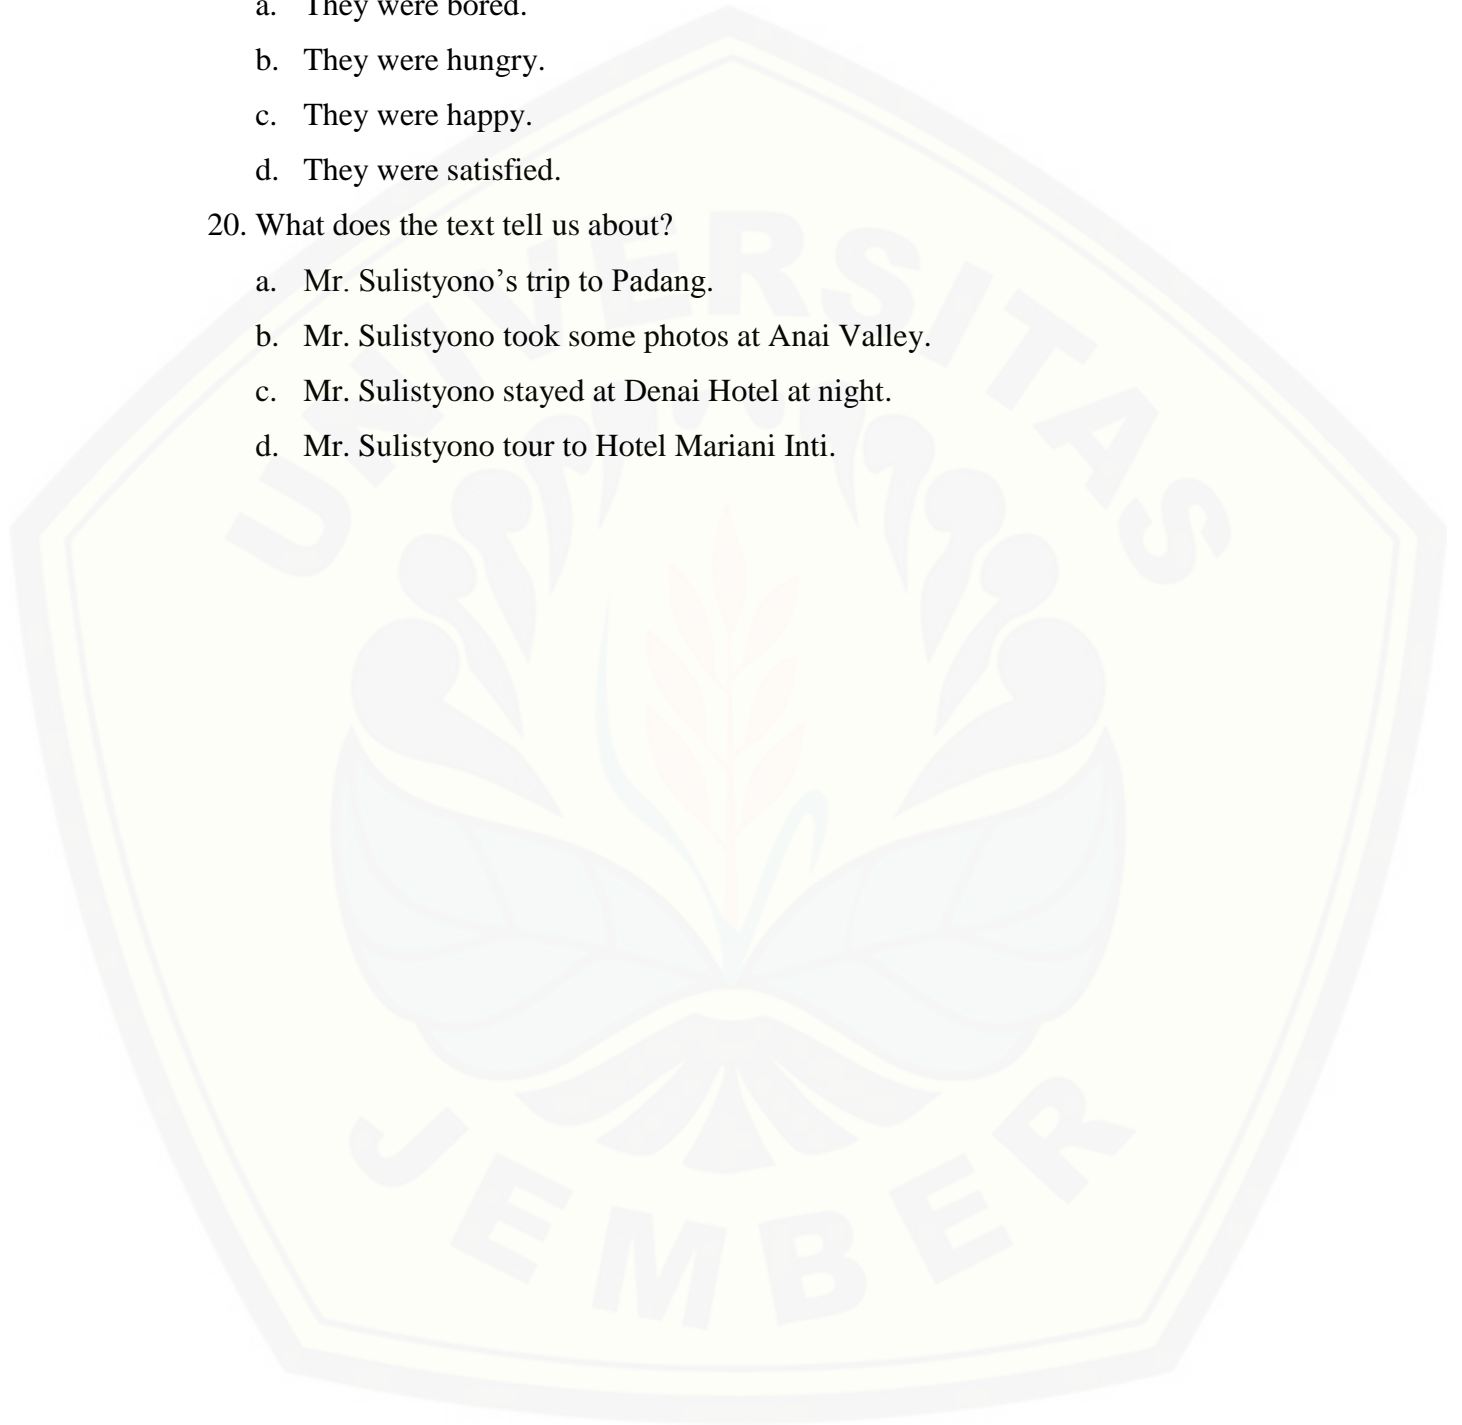 a. They were bored.
b. They were hungry.
c. They were happy.
d. They were satisfied.
20. What does the text tell us about?
a. Mr. Sulistyono’s trip to Padang.
b. Mr. Sulistyono took some photos at Anai Valley.
c. Mr. Sulistyono stayed at Denai Hotel at night.
d. Mr. Sulistyono tour to Hotel Mariani Inti.
UNIVERSITAS
JEMBER